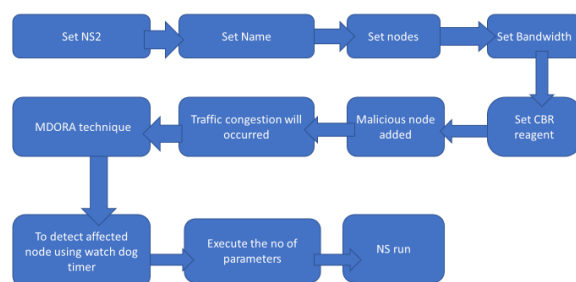 Set NS2
Set Name
Set nodes
Set Bandwidth
MDORA technique
Traffic congestion will
occurred
Malicious node
added
Set CBR
reagent
To detect affected
node using watch dog
timer
Execute the no of
parameters
NS run